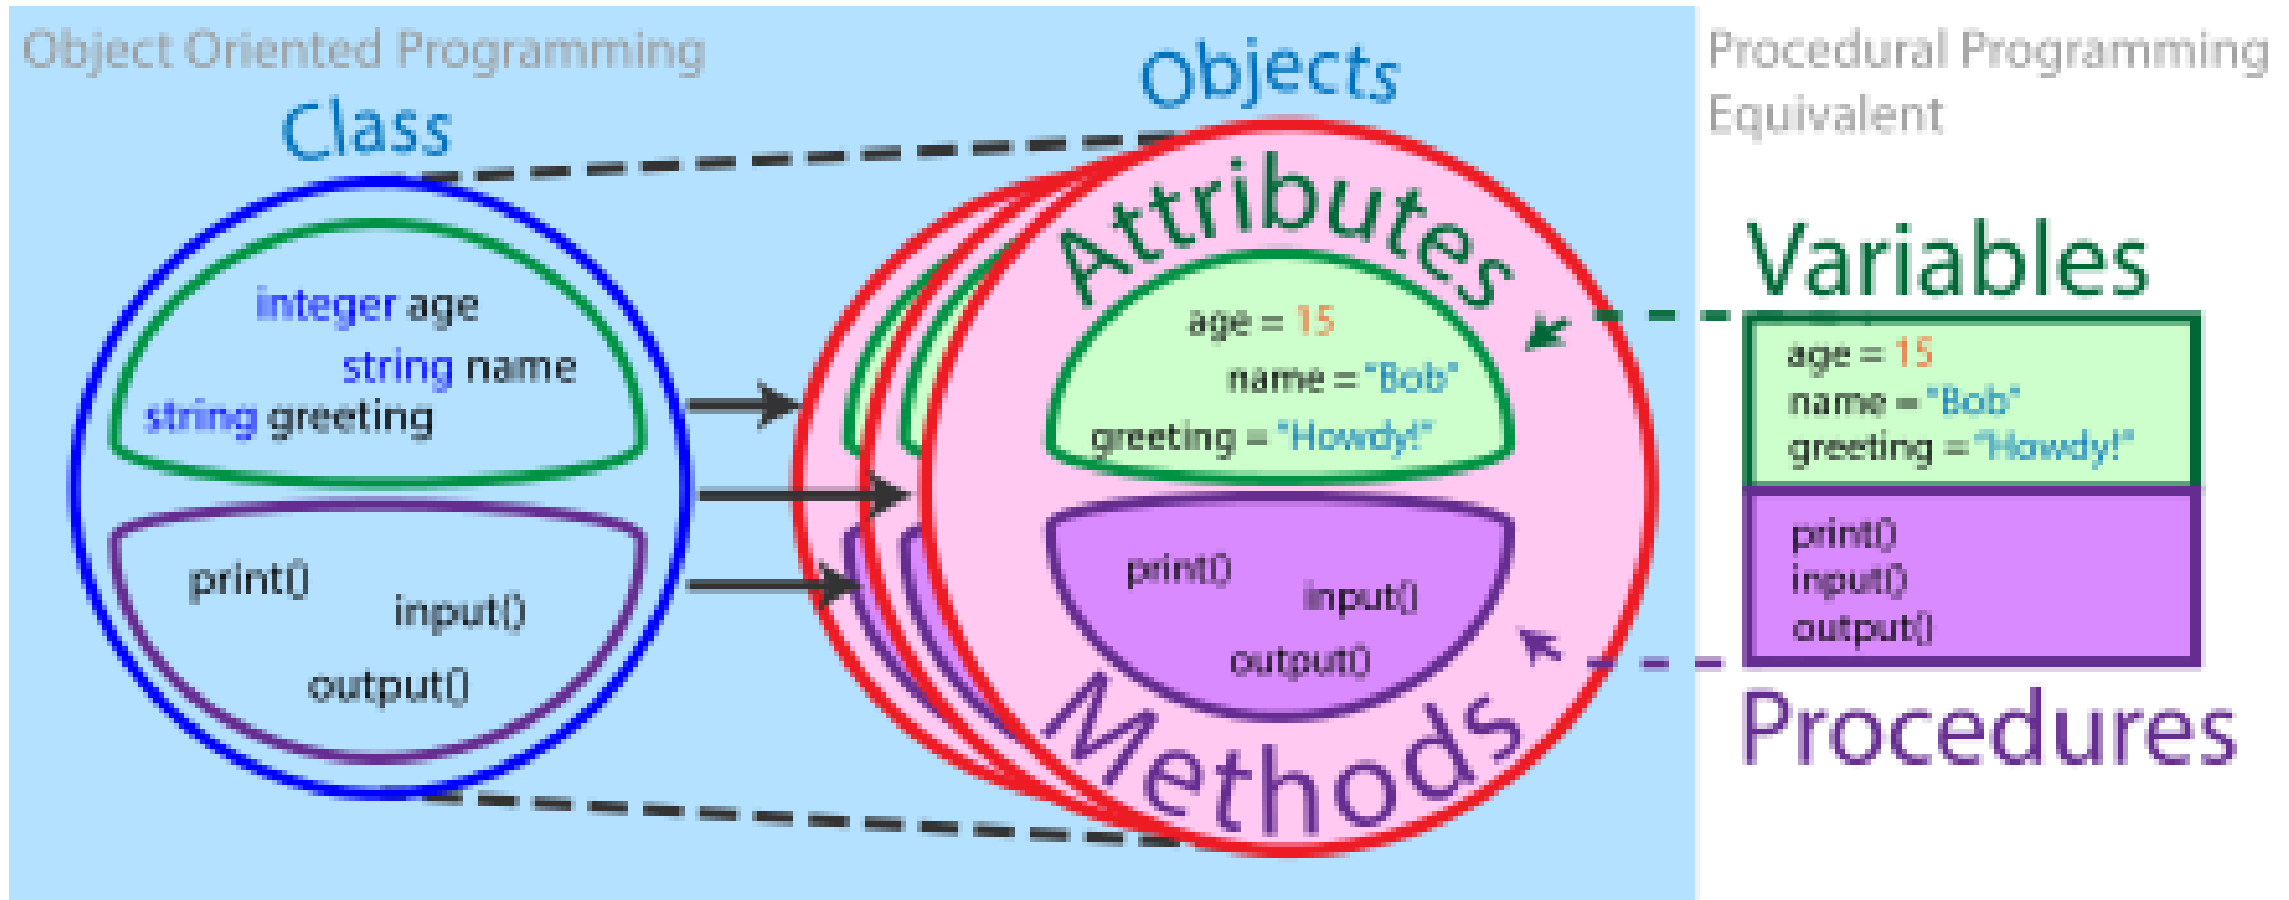 Object Oriented Programming
Class
integer age
string name
string greeting
print()
input()
output()
Objects
Attributes
age = 15
name = "Bob"
greeting = "Howdy!"
print()
input()
output()
Methods
Procedural Programming
Equivalent
Variables
age = 15
name = "Bob"
greeting = "Howdy!"
print()
input()
output()
Procedures